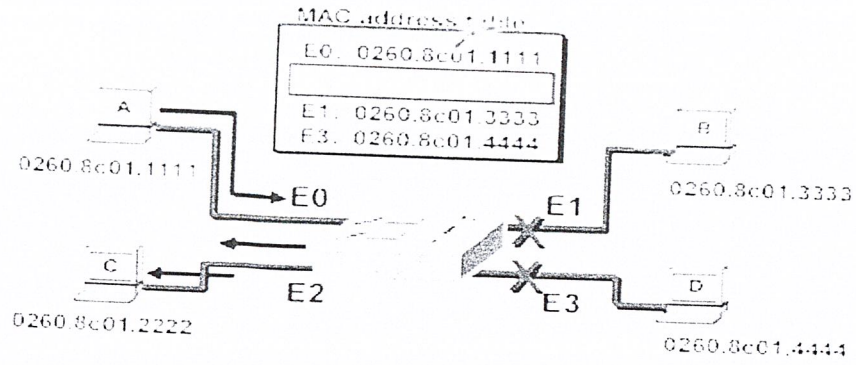 MAC address table
E0: 0260.8c01.1111
E1: 0260.8c01.3333
E3: 0260.8c01.4444
A
B
0260.8c01.1111
E0
E1
0260.8c01.3333
C
E2
E3
D
0260.8c01.2222
0260.8c01.4444